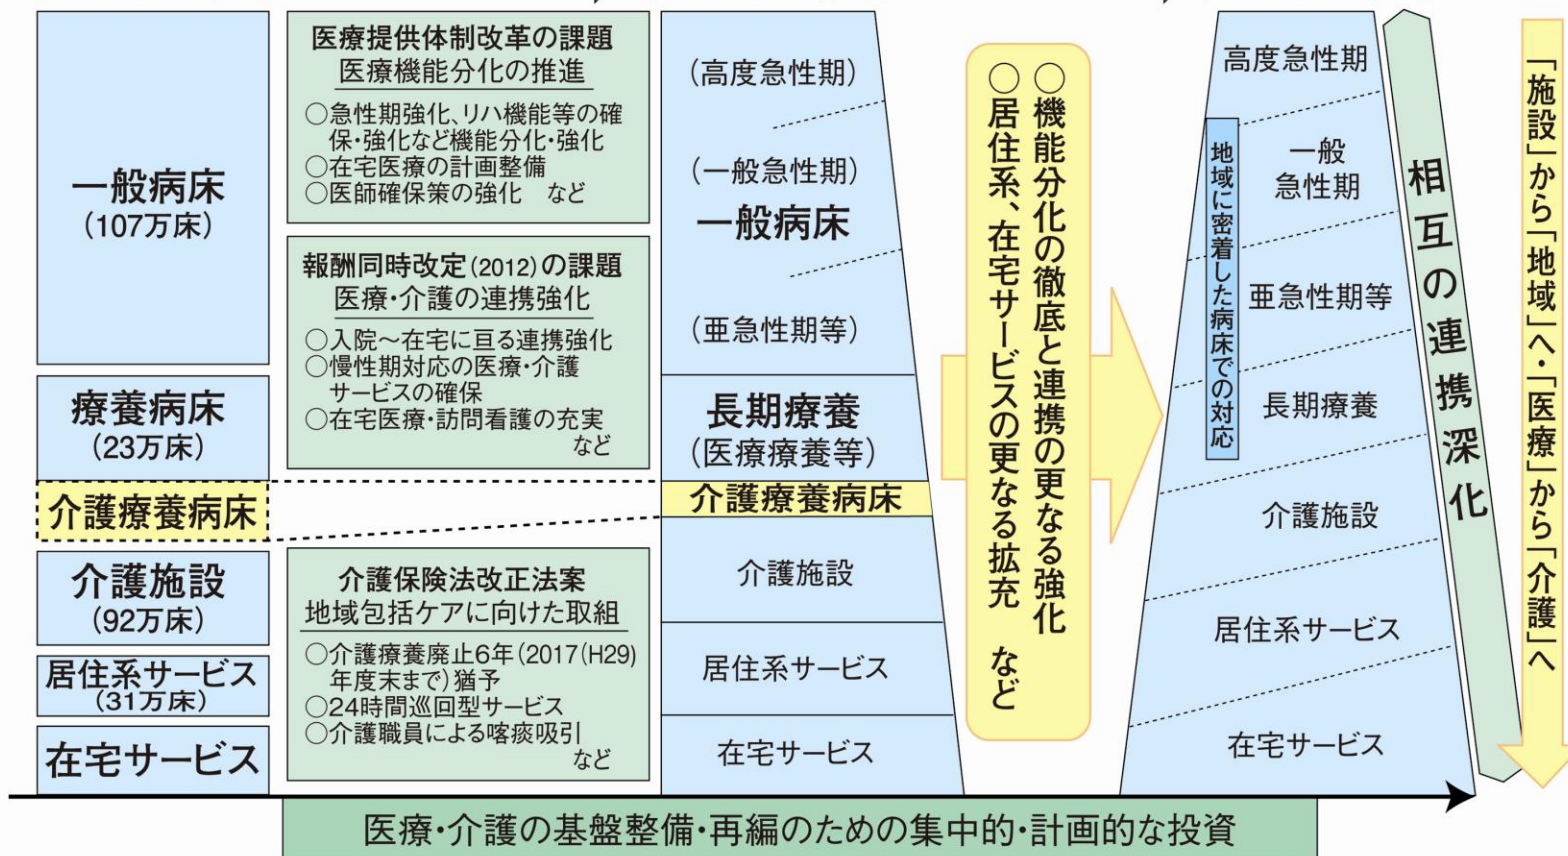 一般病床
(107万床)
療養病床
(23万床)
介護療養病床
介護施設
(92万床)
居住系サービス
(31万床)
在宅サービス
医療提供体制改革の課題
医療機能分化の推進
○急性期強化、リハ機能等の確
保・強化など機能分化・強化
○在宅医療の計画整備
○医師確保策の強化　など
報酬同時改定(2012)の課題
医療・介護の連携強化
○入院～在宅に亘る連携強化
○慢性期対応の医療・介護
サービスの確保
○在宅医療・訪問看護の充実
など
介護保険法改正法案
地域包括ケアに向けた取組
○介護療養廃止6年(2017(H29)
年度末まで)猶予
○24時間巡回型サービス
○介護職員による喀痰吸引
など
(高度急性期)
(一般急性期)
一般病床
(亜急性期等)
長期療養
(医療療養等)
介護療養病床
介護施設
居住系サービス
在宅サービス
○機能分化の徹底と連携の更なる強化
○居住系、在宅サービスの更なる拡充　など
高度急性期
一般
急性期
亜急性期等
長期療養
介護施設
居住系サービス
在宅サービス
地域に密着した病床での対応
相互の連携深化
「施設」から「地域」へ・「医療」から「介護」へ
医療・介護の基盤整備・再編のための集中的・計画的な投資